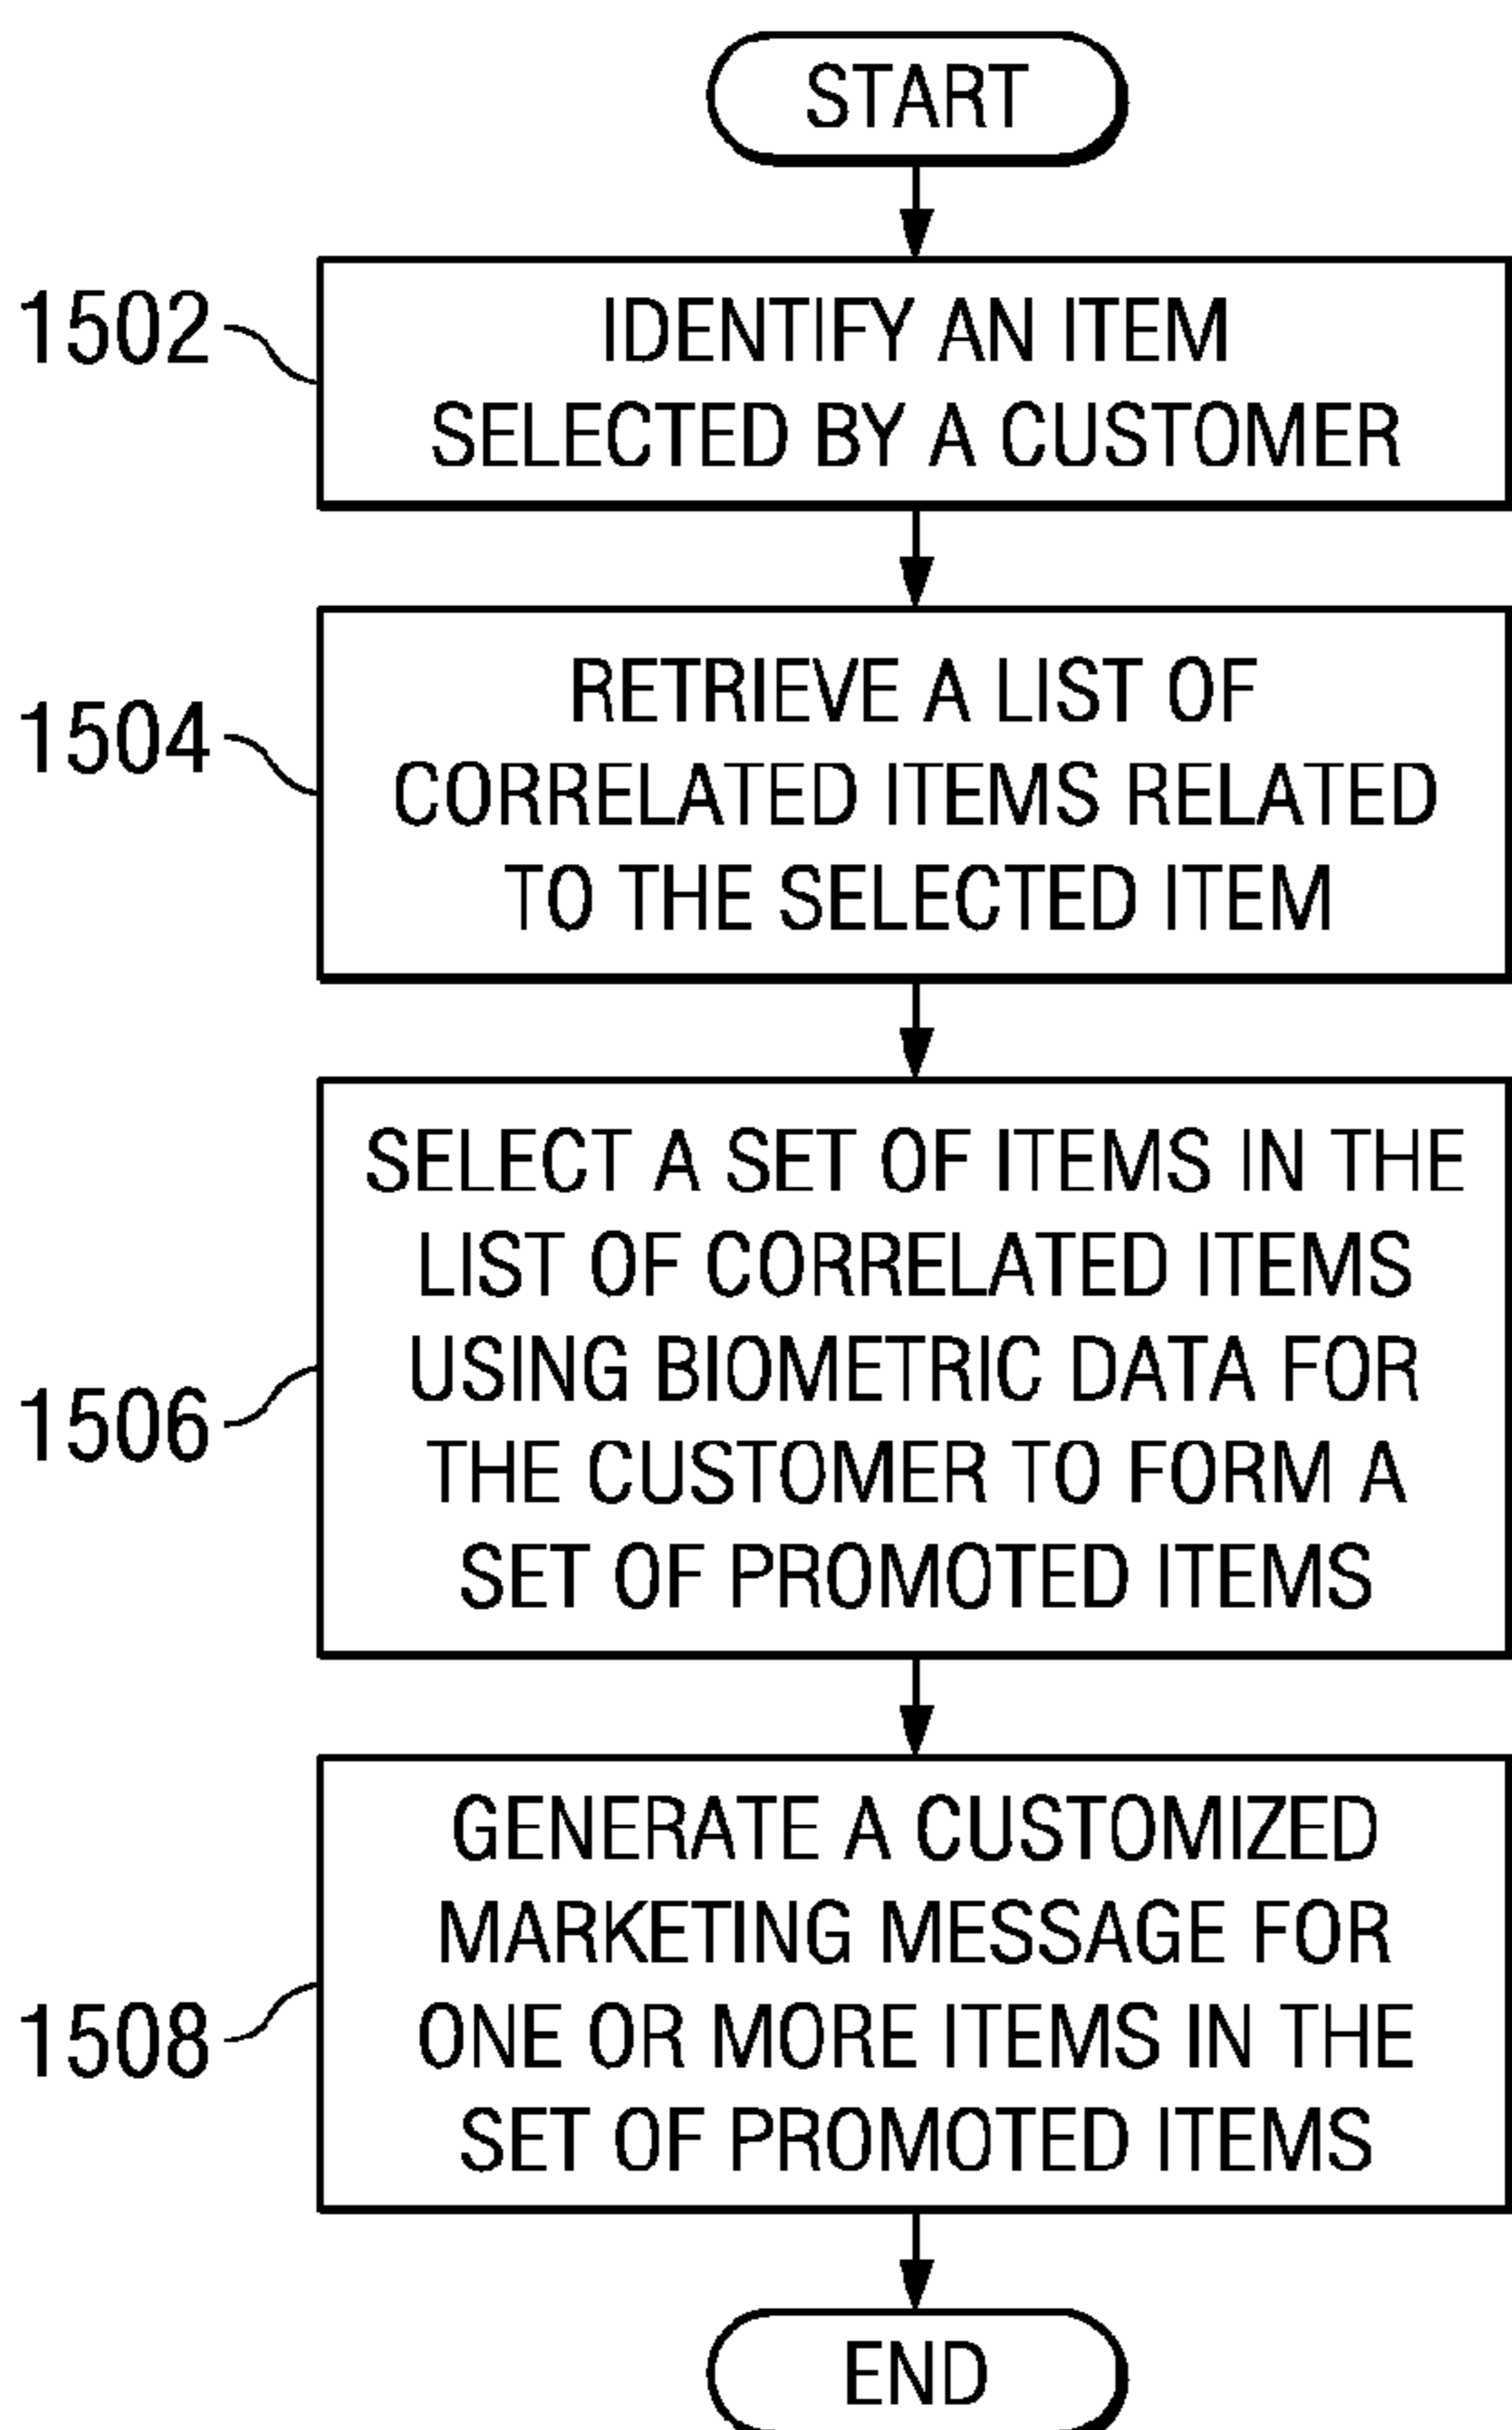 START
1502
IDENTIFY AN ITEM
SELECTED BY A CUSTOMER
1504
RETRIEVE A LIST OF
CORRELATED ITEMS RELATED
TO THE SELECTED ITEM
1506
SELECT A SET OF ITEMS IN THE
LIST OF CORRELATED ITEMS
USING BIOMETRIC DATA FOR
THE CUSTOMER TO FORM A
SET OF PROMOTED ITEMS
1508
GENERATE A CUSTOMIZED
MARKETING MESSAGE FOR
ONE OR MORE ITEMS IN THE
SET OF PROMOTED ITEMS
END